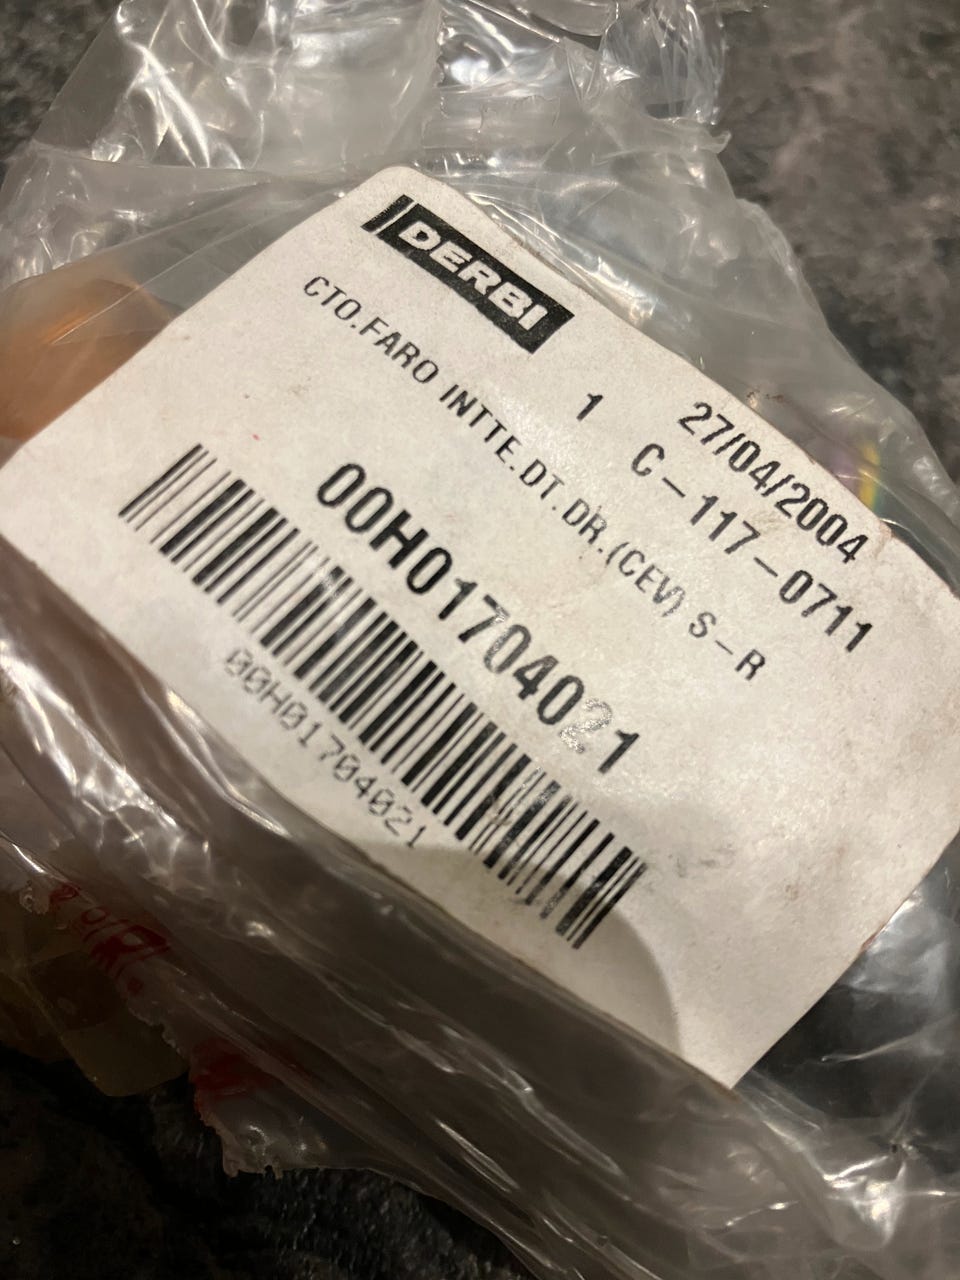 DERBI
27/04/2004
1 C-117-0711
CTO.FARO INTTE.DT.DR.(CEV) S-R
00H01704021
00H01704021